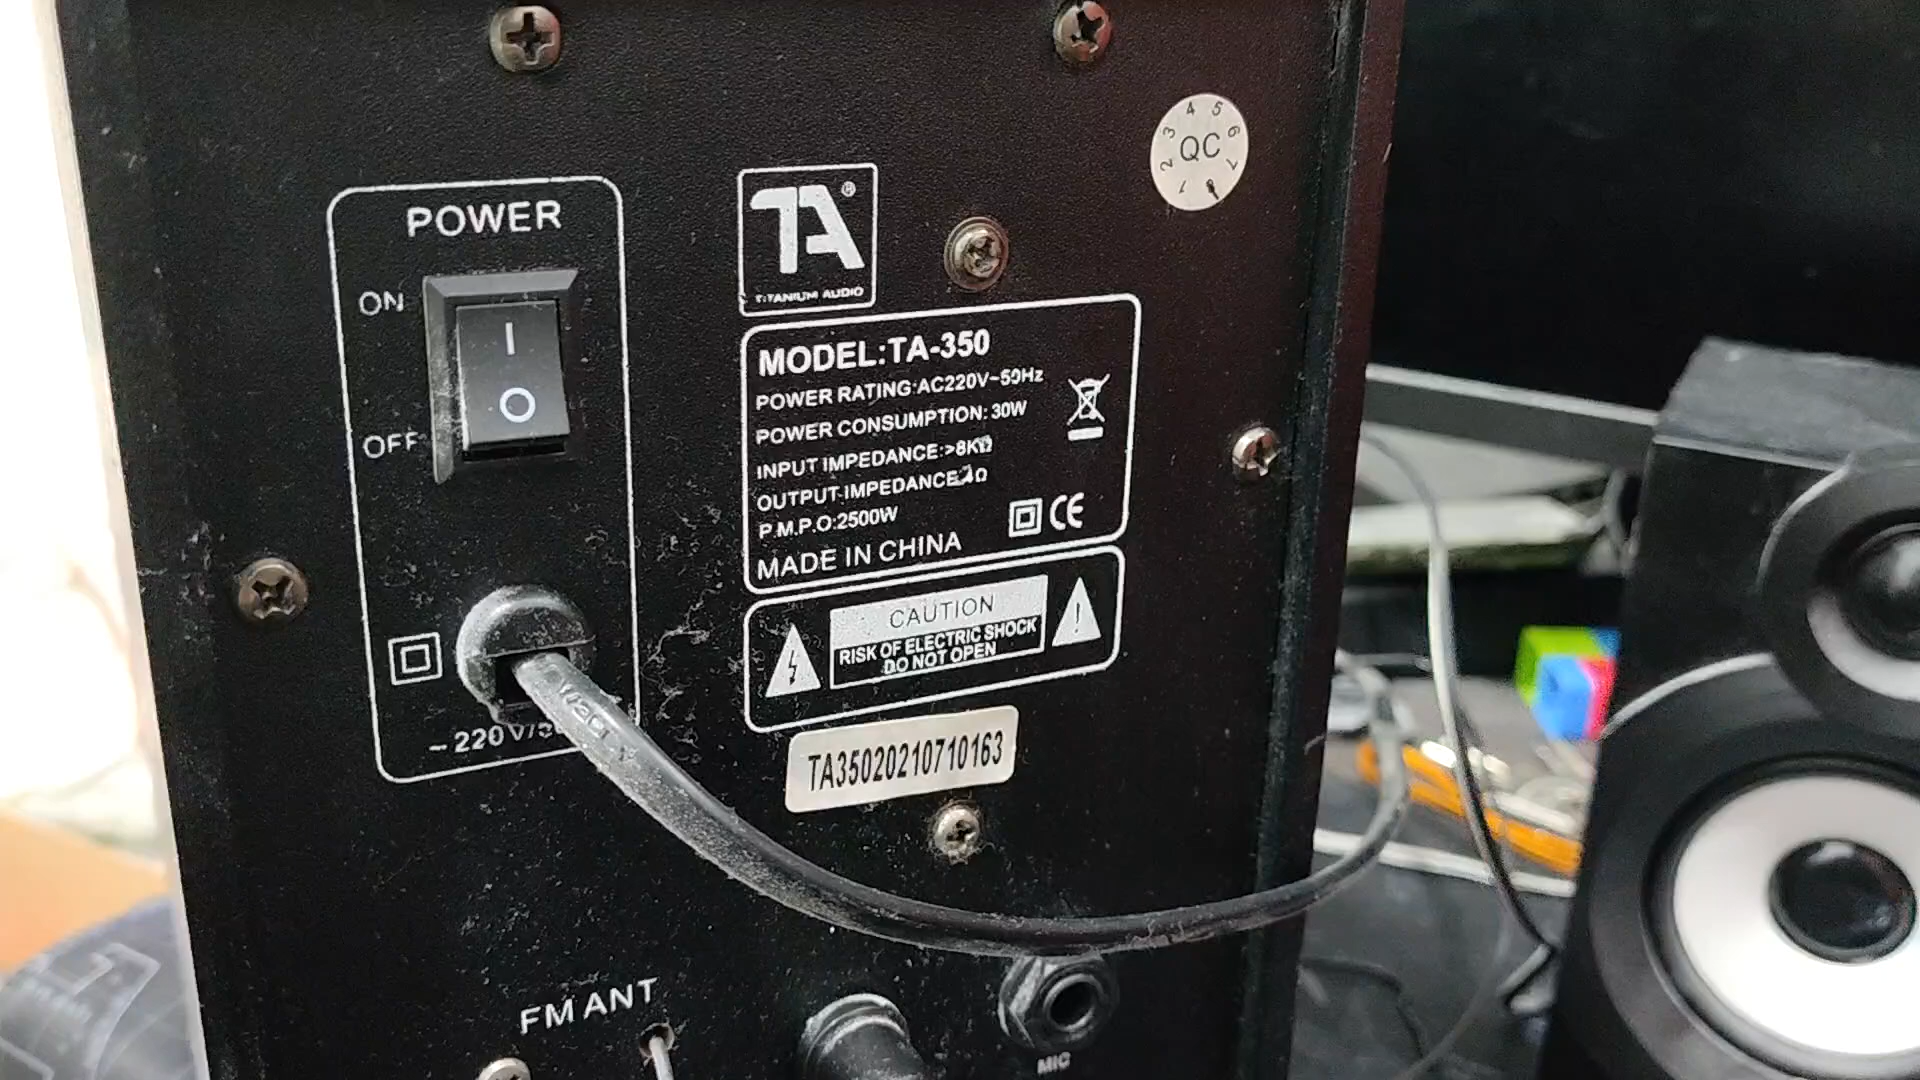 POWER
ON
I
O
OFF
TA®
TITANIUM AUDIO
1 2 3 4 5 6 7 8
QC
MODEL:TA-350
POWER RATING:AC220V~50Hz
POWER CONSUMPTION:30W
INPUT IMPEDANCE:>8KΩ
OUTPUT IMPEDANCE
P.M.P.O:2500W
MADE IN CHINA
CE
CAUTION
RISK OF ELECTRIC SHOCK
DO NOT OPEN
TA35020210710163
~220V/
FM ANT
MIC